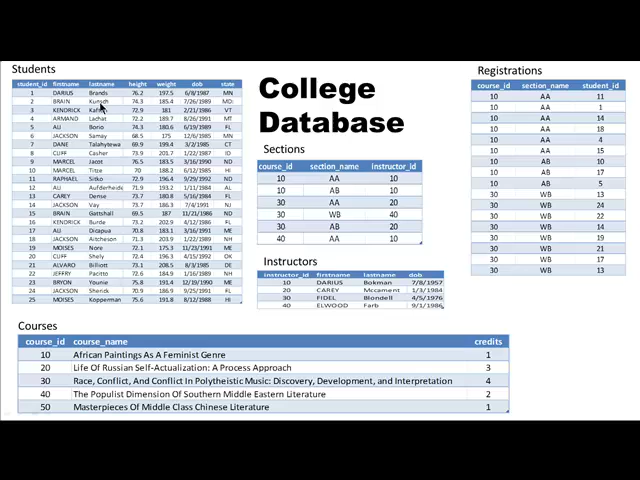 Students
student_id firstname lastname height weight dob state
1 DARIUS Brands 76.2 197.5 6/8/1987 MN
2 BRAIN Kunsch 74.3 185.4 7/26/1989 MD
3 KENDRICK 72.9 181 2/21/1986 VT
4 ARMAND Lachat 72.2 189.7 8/26/1991 MT
5 ALI Borio 74.3 180.6 6/19/1989 FL
6 JACKSON Samay 68.5 175 12/6/1985 MN
7 DANE Talahytewa 69.9 199.4 3/2/1985 CT
8 CLIFF Casher 73.9 201.7 1/22/1987 ID
9 MARCEL Jacot 76.5 183.5 3/16/1990 ND
10 MARCEL Titze 70 188.2 6/12/1985 HI
11 RAPHAEL Sitko 72.9 196.4 9/29/1992 ND
12 ALI Aufderheide 71.9 193.2 1/11/1984 AL
13 CAREY Dense 73.7 180.8 5/16/1984 FL
14 JACKSON Vay 73.7 186.3 7/14/1991 NJ
15 BRAIN Gattshall 69.5 187 11/21/1986 ND
16 KENDRICK Burde 73.2 202.9 4/12/1986 FL
17 ALI Dicapua 70.8 183.1 3/16/1991 ME
18 JACKSON Aitcheson 71.3 203.9 1/22/1991 NH
19 MOISES Nore 72.1 175.3 11/23/1991 ME
20 CLIFF Shely 72.4 196.3 4/15/1992 OK
21 ALVARO Billiott 73.1 208.5 8/3/1985 DE
22 JEFFRY Pacitto 72.6 184.9 1/16/1989 NH
23 BRYON Younie 75.8 191.4 12/19/1990 ME
24 JACKSON Sherick 70.9 186.9 9/25/1991 FL
25 MOISES Kopperman 75.6 191.8 8/12/1988 HI
College
Database
Sections
course_id section_name instructor_id
10 AA 10
10 AB 10
30 AA 20
30 WB 40
30 AB 20
40 AA 10
Instructors
instructor_id firstname lastname dob
10 DARIUS Bokman 7/8/1957
20 CAREY Mccament 1/3/1984
30 FIDEL Blondell 4/5/1976
40 ELWOOD Farb 9/1/1986
Registrations
course_id section_name student_id
10 AA 11
10 AA 1
10 AA 14
10 AA 18
10 AA 4
10 AA 15
10 AB 10
10 AB 17
10 AB 5
30 WB 24
30 WB 22
30 WB 14
30 WB 19
30 WB 21
30 WB 13
Courses
course_id course_name credits
10 African Paintings As A Feminist Genre 1
20 Life Of Russian Self-Actualization: A Process Approach 3
30 Race, Conflict, And Conflict In Polytheistic Music: Discovery, Development, and Interpretation 4
40 The Populist Dimension Of Southern Middle Eastern Literature 2
50 Masterpieces Of Middle Class Chinese Literature 1